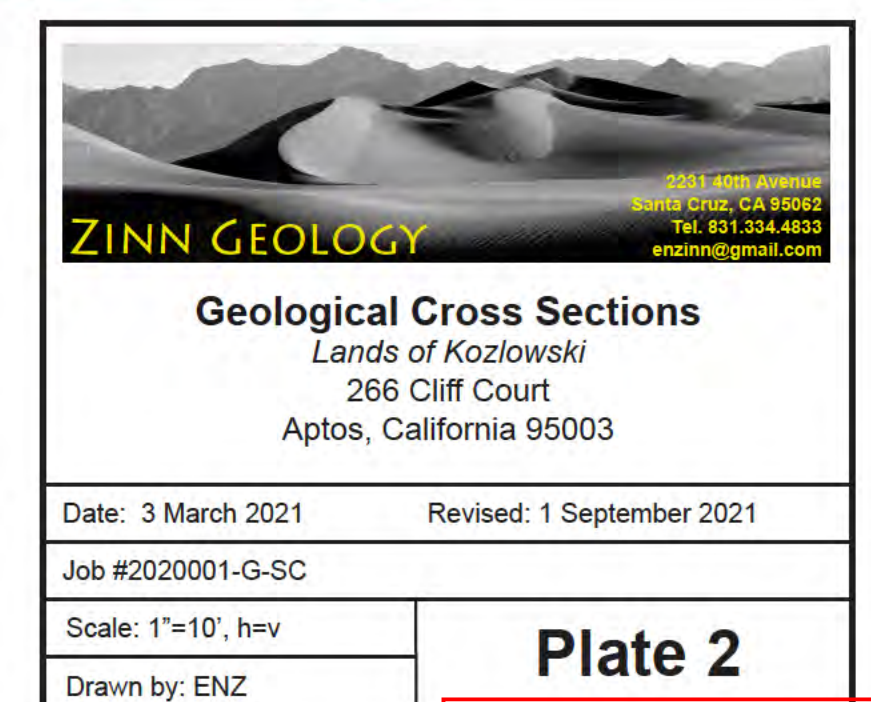 2231 40th Avenue
Santa Cruz, CA 95062
Tel. 831.334.4833
enzinn@gmail.com
ZINN GEOLOGY
Geological Cross Sections
Lands of Kozlowski
266 Cliff Court
Aptos, California 95003
Date: 3 March 2021 Revised: 1 September 2021
Job #2020001-G-SC
Scale: 1”=10’, h=v
Plate 2
Drawn by: ENZ